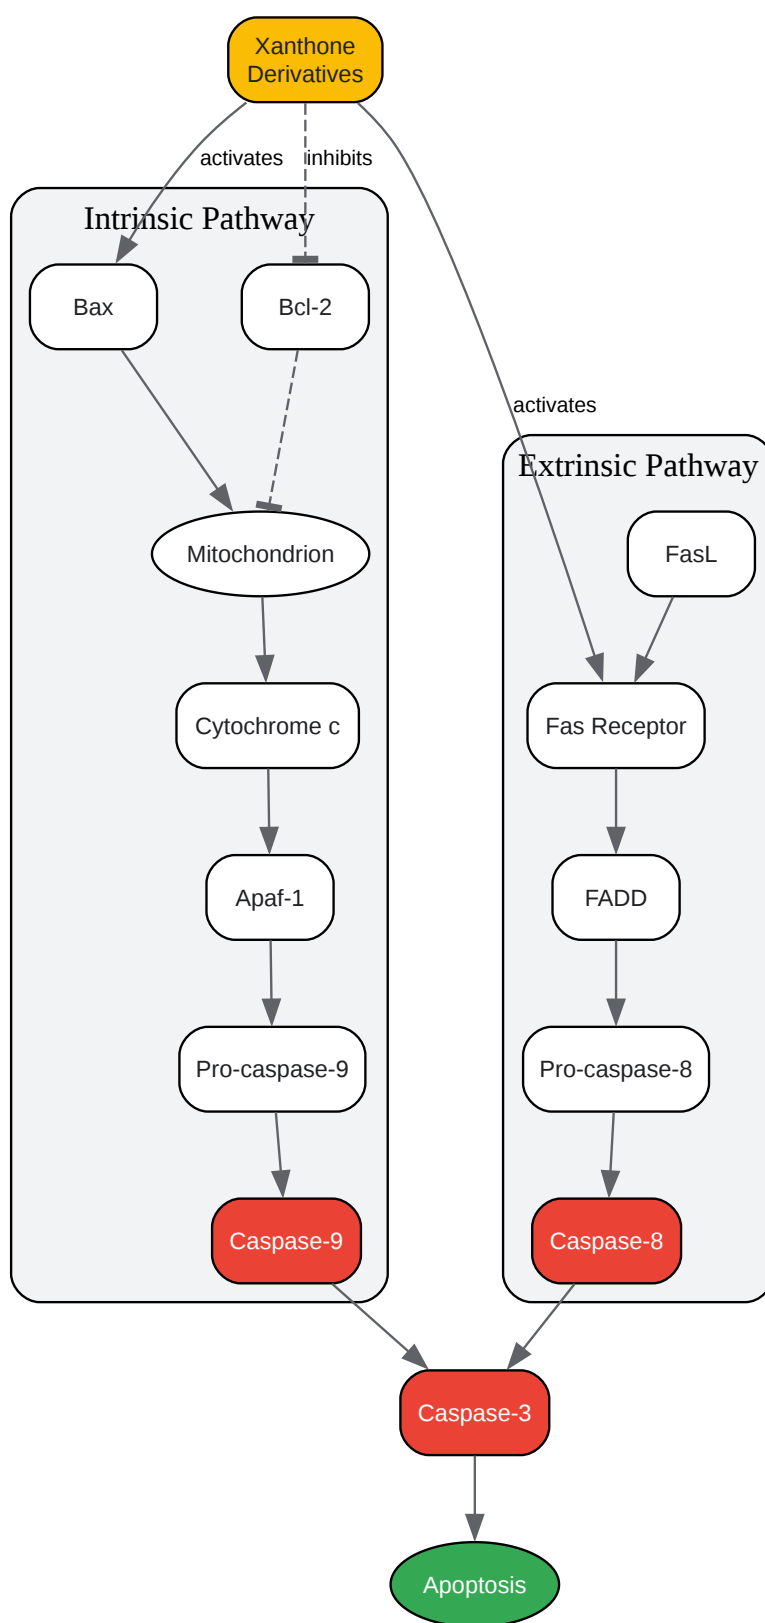 Xanthone
Derivatives
activates
inhibits
Intrinsic Pathway
Bax
Bcl-2
activates
Extrinsic Pathway
Mitochondrion
FasL
Cytochrome c
Fas Receptor
Apaf-1
FADD
Pro-caspase-9
Pro-caspase-8
Caspase-9
Caspase-8
Caspase-3
Apoptosis